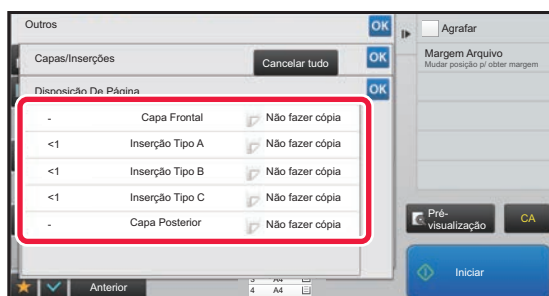 Outros
OK
Capas/Inserções
Cancelar tudo
OK
Disposição De Página
OK
- Capa Frontal Não fazer cópia
<1 Inserção Tipo A Não fazer cópia
<1 Inserção Tipo B Não fazer cópia
<1 Inserção Tipo C Não fazer cópia
- Capa Posterior Não fazer cópia
Anterior
3 A4
4 A4
Agrafar
Margem Arquivo
Mudar posição p/ obter margem
Pré-
visualização
CA
Iniciar